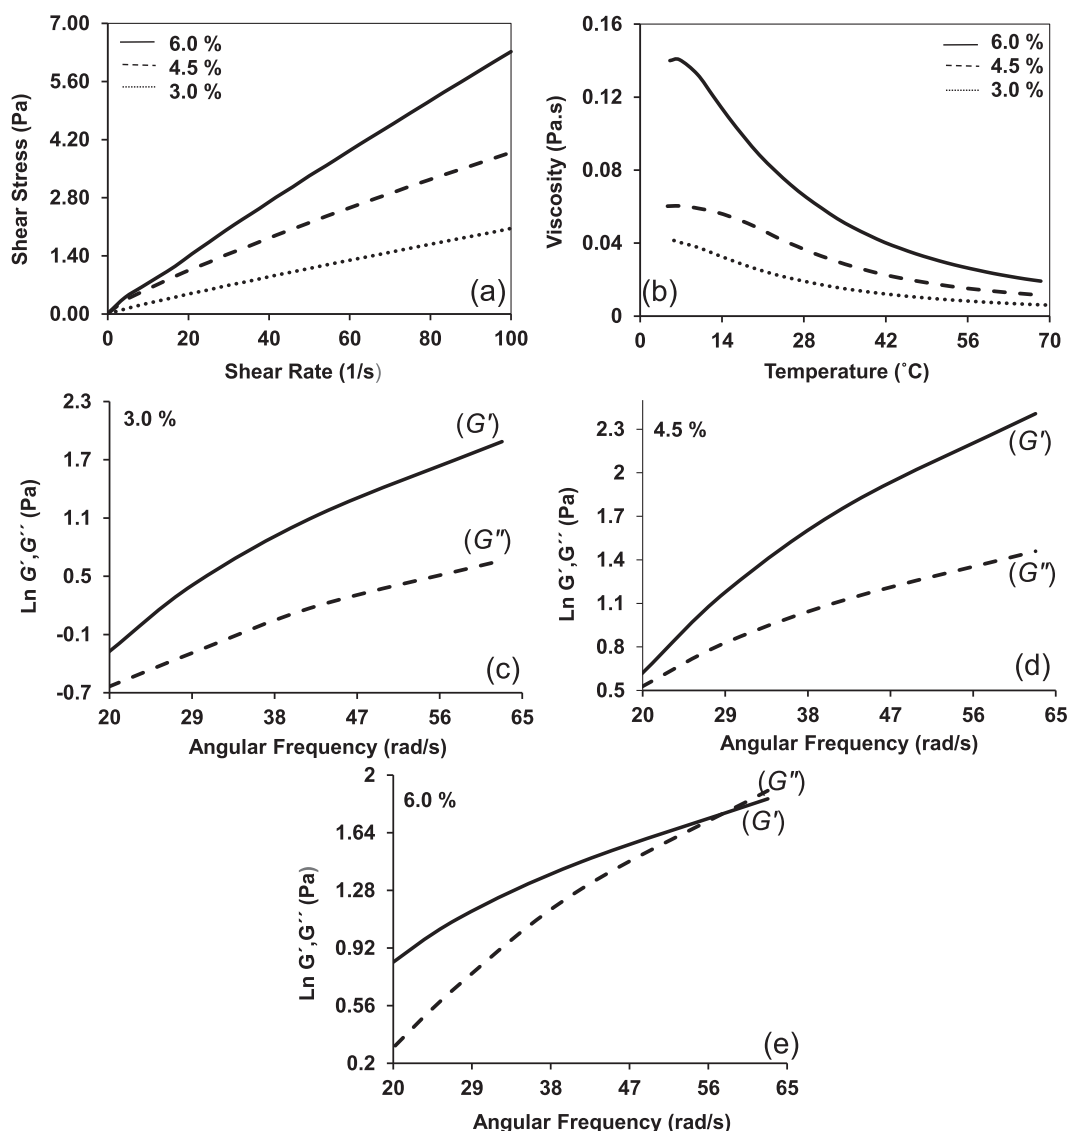 7.00
5.60
4.20
2.80
1.40
0.00
Shear Stress (Pa)
6.0 %
4.5 %
3.0 %
(a)
0 20 40 60 80 100
Shear Rate (1/s)
0.16
0.12
0.08
0.04
0
Viscosity (Pa.s)
6.0 %
4.5 %
3.0 %
(b)
0 14 28 42 56 70
Temperature (˚C)
2.3
1.7
1.1
0.5
-0.1
-0.7
Ln G´,G´´ (Pa)
3.0 %
(G')
(G")
(c)
20 29 38 47 56 65
Angular Frequency (rad/s)
2.3
2
1.7
1.4
1.1
0.8
0.5
Ln G´,G´´ (Pa)
4.5 %
(G')
(G")
(d)
20 29 38 47 56 65
Angular Frequency (rad/s)
2
1.64
1.28
0.92
0.56
0.2
Ln G´,G´´ (Pa)
6.0 %
(G")
(G')
(e)
20 29 38 47 56 65
Angular Frequency (rad/s)